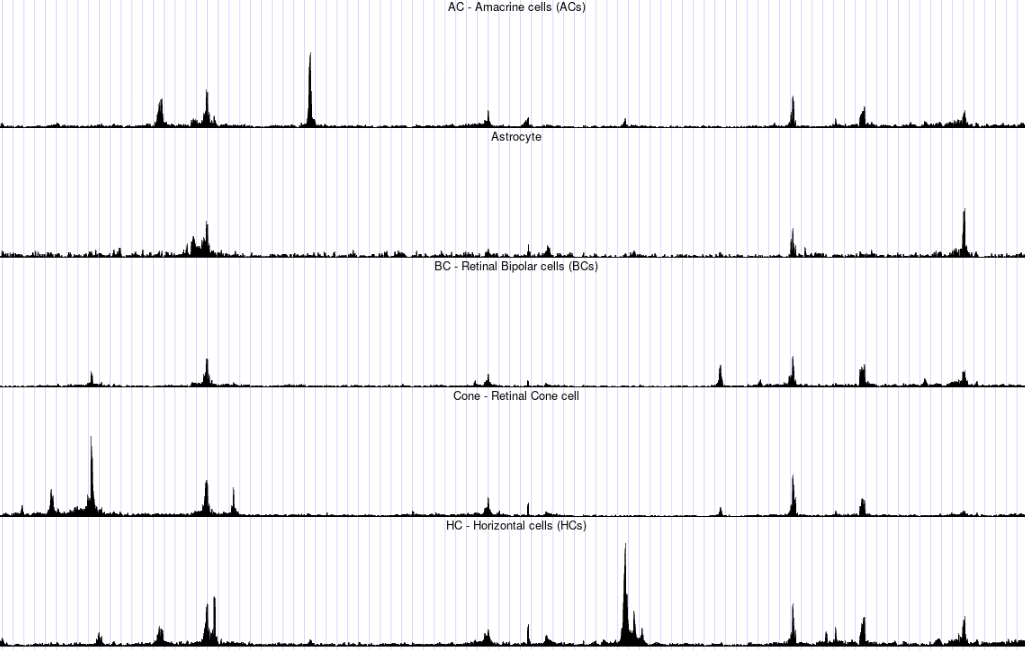 AC - Amacrine cells (ACs)
Astrocyte
BC - Retinal Bipolar cells (BCs)
Cone - Retinal Cone cell
HC - Horizontal cells (HCs)